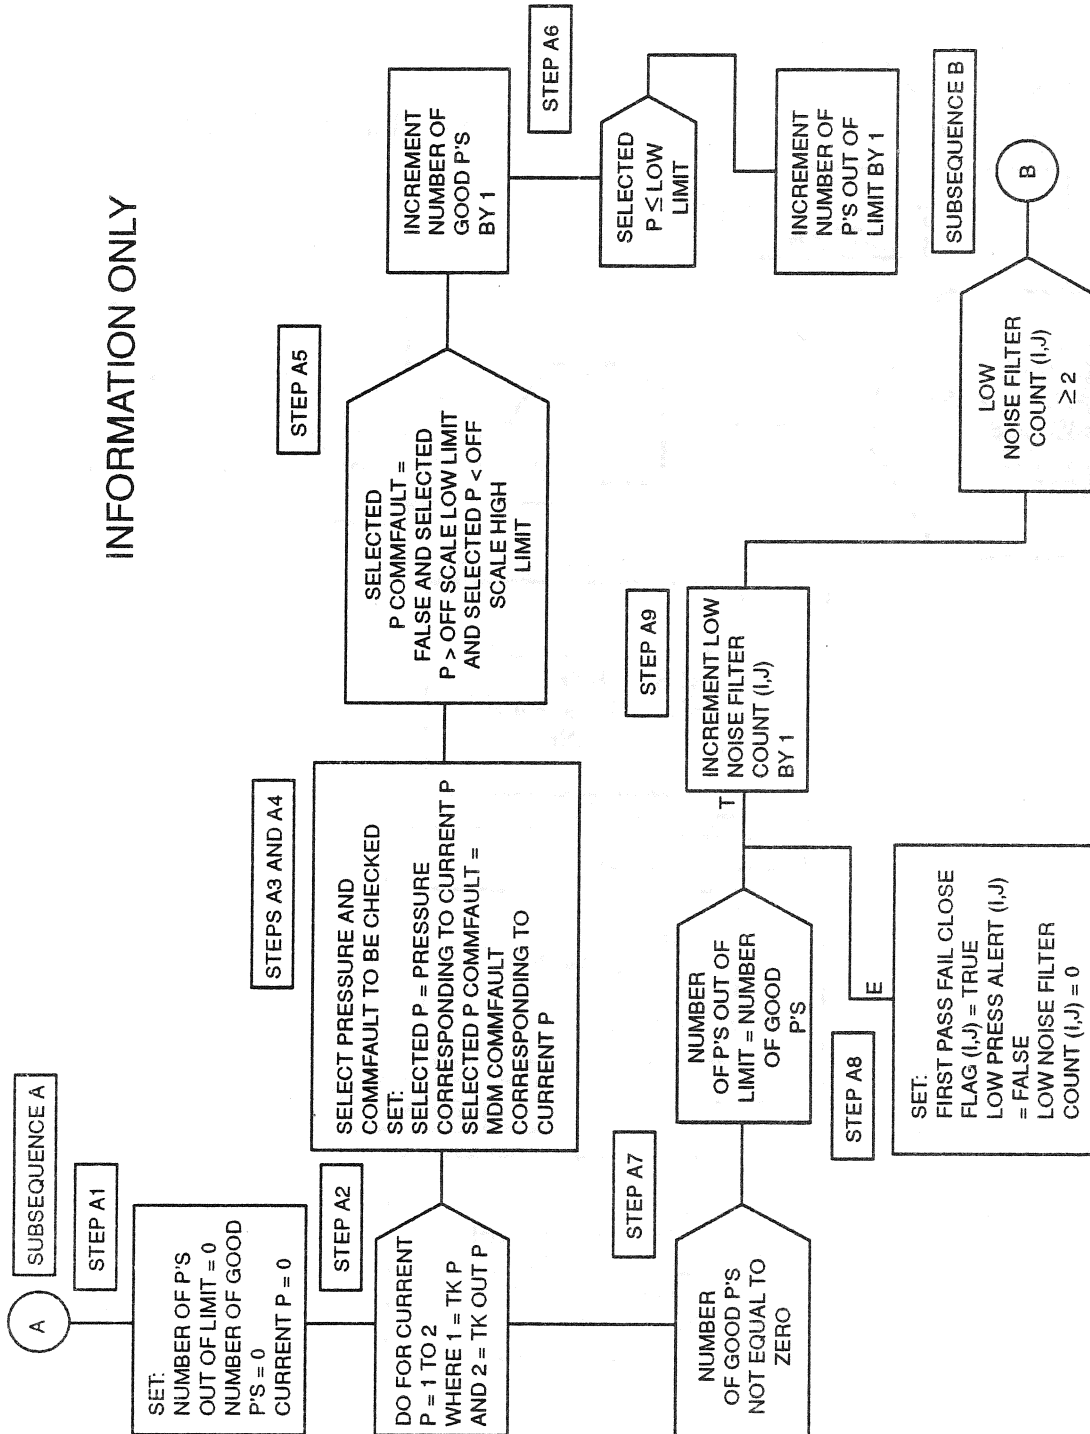 INFORMATION ONLY
SUBSEQUENCE A
A
STEP A1
SET:
NUMBER OF P'S
OUT OF LIMIT = 0
NUMBER OF GOOD
P'S = 0
CURRENT P = 0
STEP A2
DO FOR CURRENT
P = 1 TO 2
WHERE 1 = TK P
AND 2 = TK OUT P
STEPS A3 AND A4
SELECT PRESSURE AND
COMMFAULT TO BE CHECKED
SET:
SELECTED P = PRESSURE
CORRESPONDING TO CURRENT P
SELECTED P COMMFAULT =
MDM COMMFAULT
CORRESPONDING TO
CURRENT P
STEP A5
SELECTED
P COMMFAULT =
FALSE AND SELECTED
P > OFF SCALE LOW LIMIT
AND SELECTED P < OFF
SCALE HIGH
LIMIT
INCREMENT
NUMBER OF
GOOD P'S
BY 1
STEP A6
SELECTED
P ≤ LOW
LIMIT
INCREMENT
NUMBER OF
P'S OUT OF
LIMIT BY 1
STEP A7
NUMBER
OF GOOD P'S
NOT EQUAL TO
ZERO
NUMBER
OF P'S OUT OF
LIMIT = NUMBER
OF GOOD
P'S
T
E
STEP A8
SET:
FIRST PASS FAIL CLOSE
FLAG (I,J) = TRUE
LOW PRESS ALERT (I,J)
= FALSE
LOW NOISE FILTER
COUNT (I,J) = 0
STEP A9
INCREMENT LOW
NOISE FILTER
COUNT (I,J)
BY 1
LOW
NOISE FILTER
COUNT (I,J)
≥ 2
SUBSEQUENCE B
B